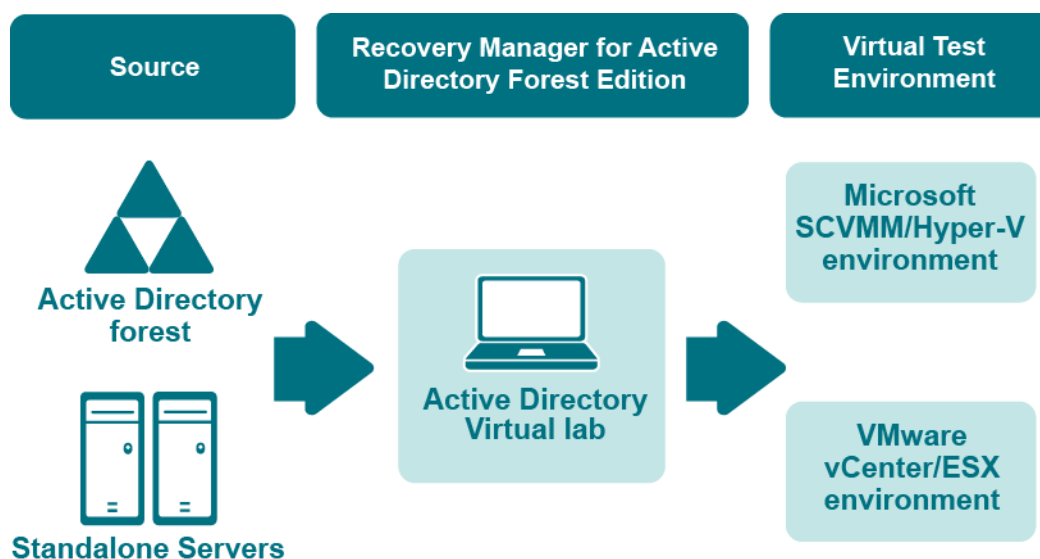 Source
Recovery Manager for Active
Directory Forest Edition
Virtual Test
Environment
Active Directory
forest
Standalone Servers
Active Directory
Virtual lab
Microsoft
SCVMM/Hyper-V
environment
VMware
vCenter/ESX
environment